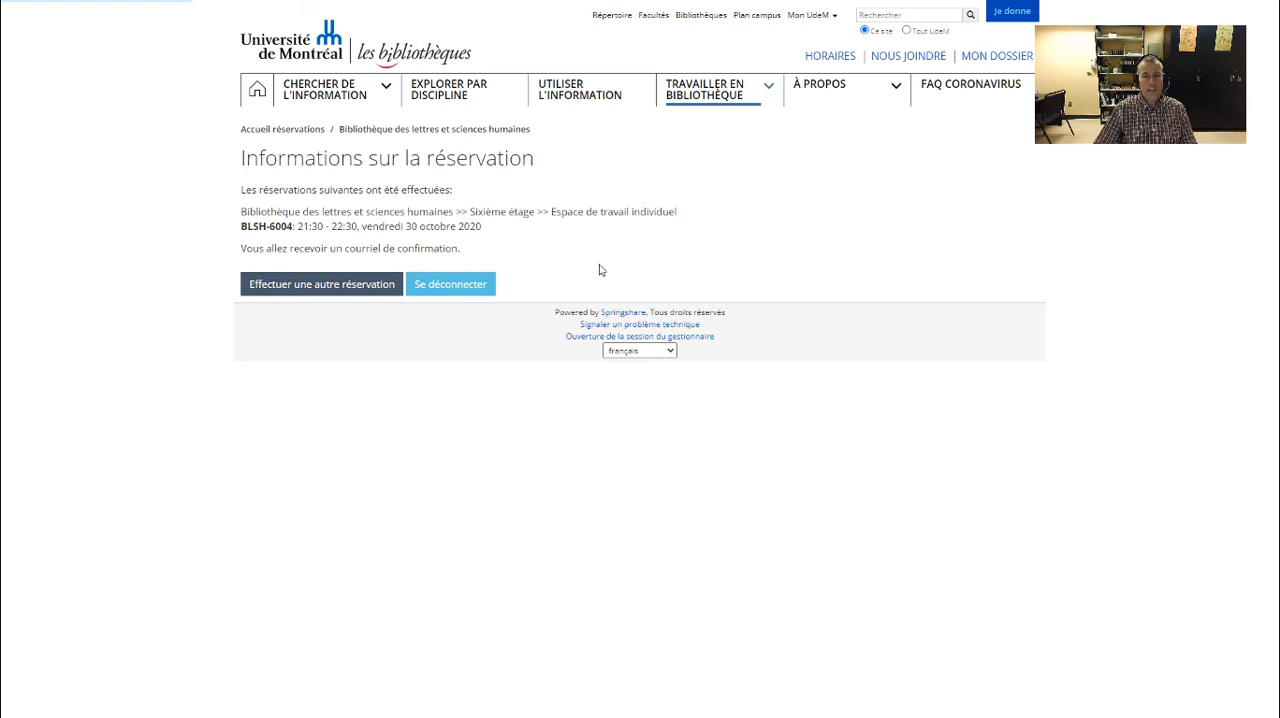 Répertoire Facultés Bibliothèques Plan campus Mon UdeM Rechercher Je donne
Ce site Tout UdeM
Université
de Montréal les bibliothèques
HORAIRES NOUS JOINDRE MON DOSSIER
CHERCHER DE
L'INFORMATION
EXPLORER PAR
DISCIPLINE
UTILISER
L'INFORMATION
TRAVAILLER EN
BIBLIOTHÈQUE
À PROPOS
FAQ CORONAVIRUS
Accueil réservations / Bibliothèque des lettres et sciences humaines
Informations sur la réservation
Les réservations suivantes ont été effectuées:
Bibliothèque des lettres et sciences humaines >> Sixième étage >> Espace de travail individuel
BLSH-6004: 21:30 - 22:30, vendredi 30 octobre 2020
Vous allez recevoir un courriel de confirmation.
Effectuer une autre réservation Se déconnecter
Powered by Springshare. Tous droits réservés
Signaler un problème technique
Ouverture de la session du gestionnaire
français